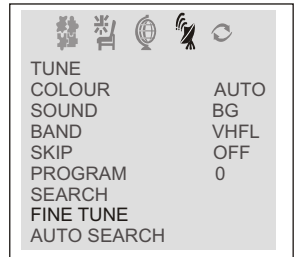 TUNE
COLOUR AUTO
SOUND BG
BAND VHFL
SKIP OFF
PROGRAM 0
SEARCH
FINE TUNE
AUTO SEARCH